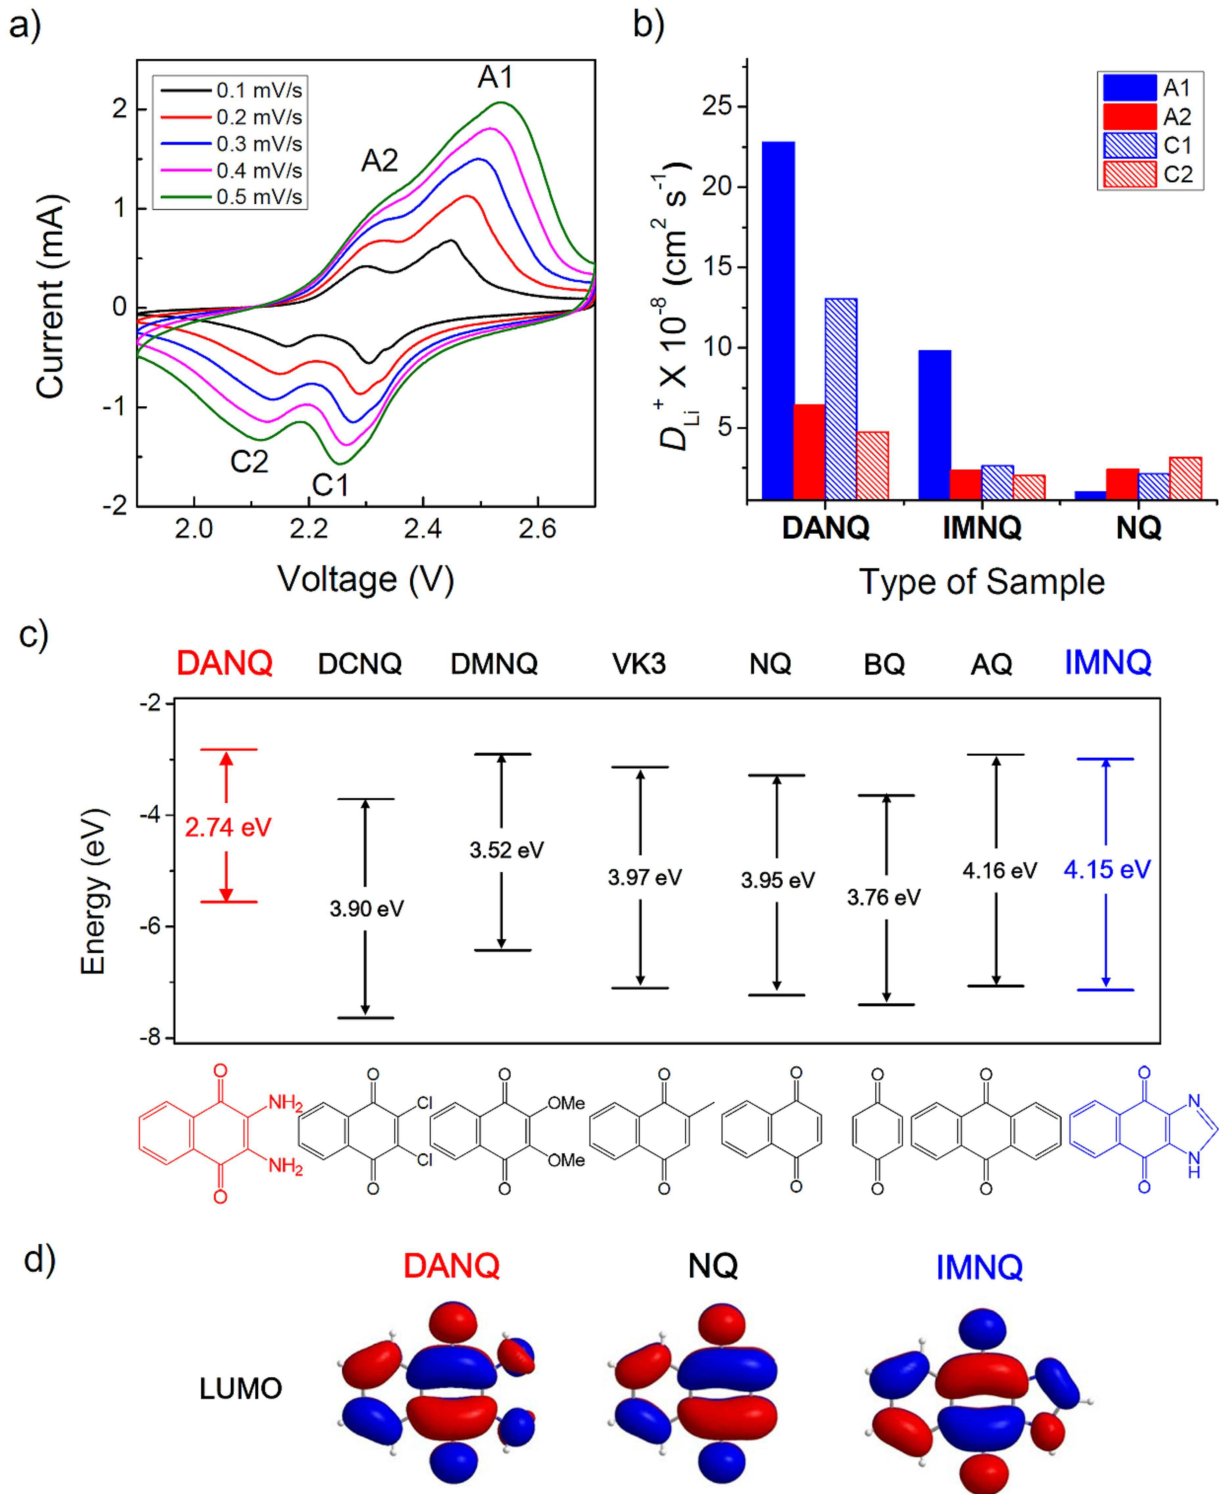 a)
0.1 mV/s
0.2 mV/s
0.3 mV/s
0.4 mV/s
0.5 mV/s
A1
A2
C2
C1
2
1
0
-1
-2
2.0 2.2 2.4 2.6
Current (mA)
Voltage (V)
b)
A1
A2
C1
C2
25
20
15
10
5
D_Li^+ X 10^-8 (cm^2 s^-1)
DANQ IMNQ NQ
Type of Sample
c)
DANQ DCNQ DMNQ VK3 NQ BQ AQ IMNQ
-2
-4
-6
-8
Energy (eV)
2.74 eV
3.90 eV
3.52 eV
3.97 eV
3.95 eV
3.76 eV
4.16 eV
4.15 eV
O NH2 NH2 O
O Cl Cl O
O OMe OMe O
O O
O O
O O
O O
O N N H O
d)
DANQ NQ IMNQ
LUMO